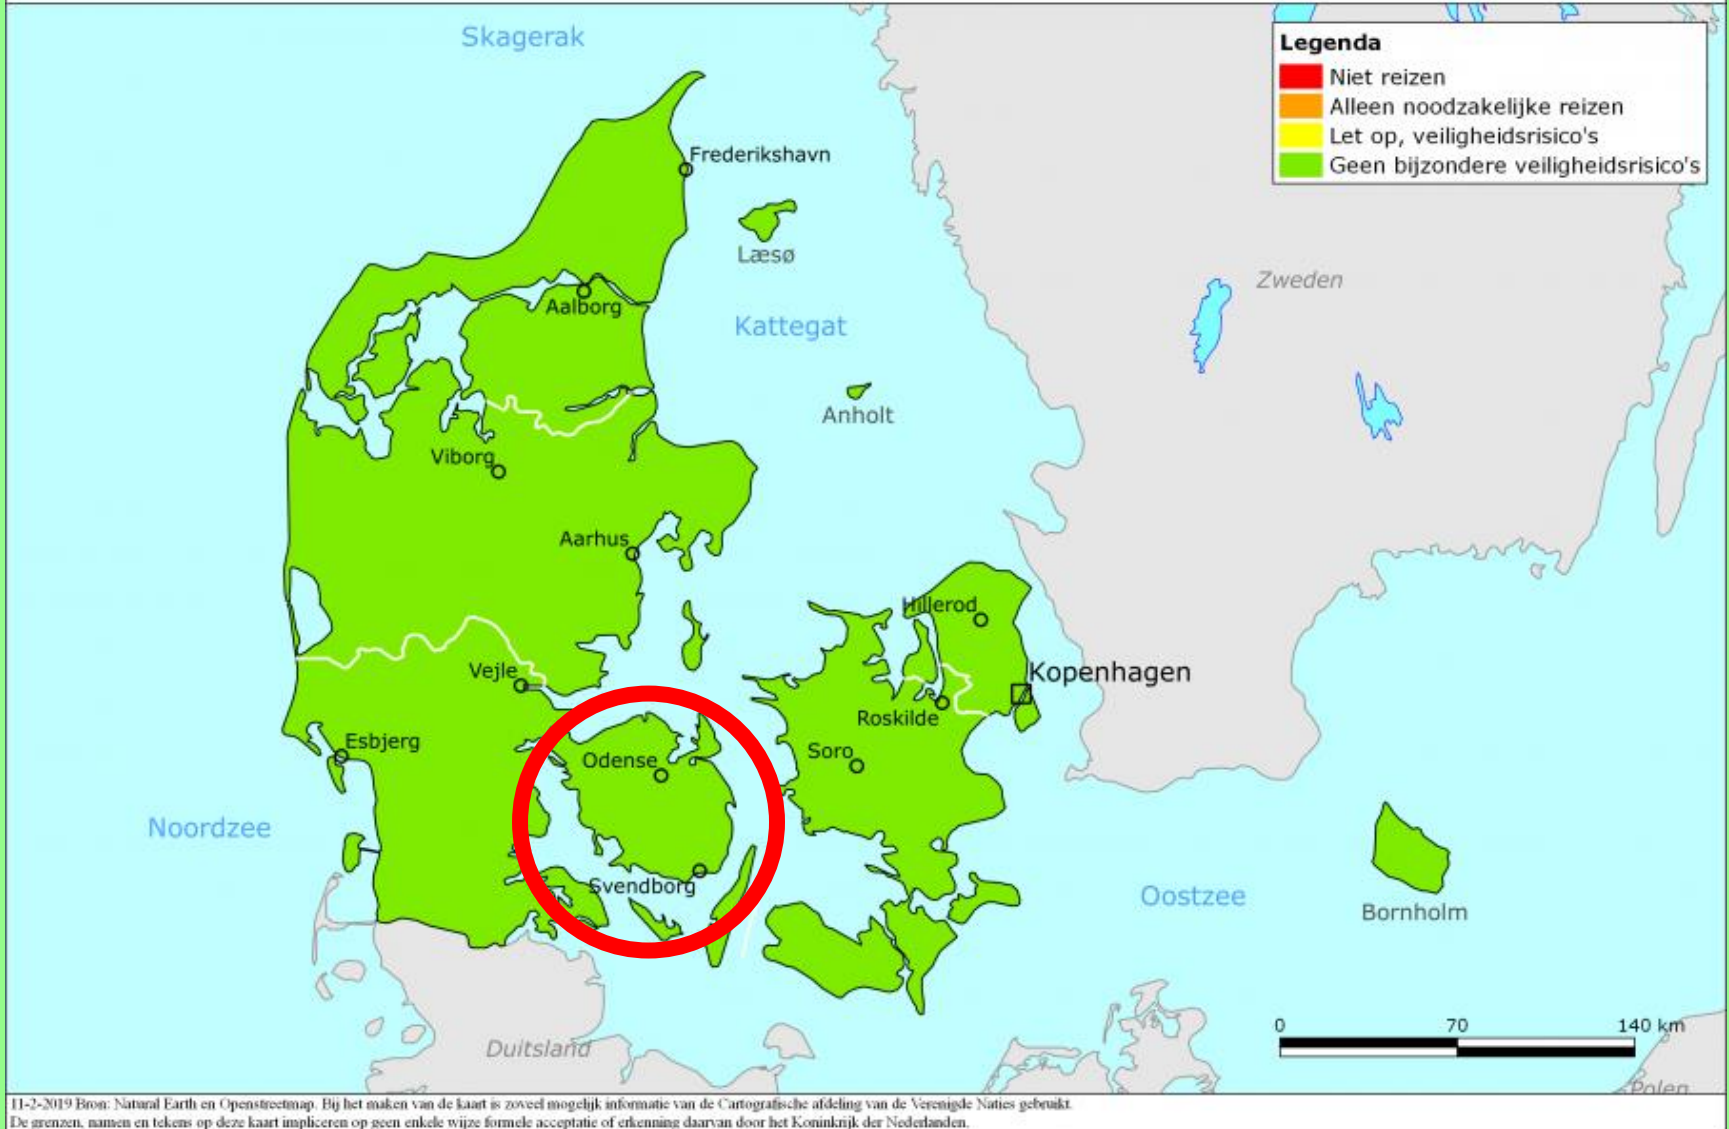 Skagerak
Legenda
Niet reizen
Alleen noodzakelijke reizen
Let op, veiligheidsrisico's
Geen bijzondere veiligheidsrisico's
Frederikshavn
Læsø
Zweden
Aalborg
Kattegat
Anholt
Viborg
Aarhus
Hillerod
Vejle
Kopenhagen
Roskilde
Esbjerg
Odense
Soro
Noordzee
Svendborg
Oostzee
Bornholm
0 70 140 km
Duitsland
Polen
11-2-2019 Bron: Natural Earth en Openstreetmap. Bij het maken van de kaart is zoveel mogelijk informatie van de Cartografische afdeling van de Verenigde Naties gebruikt.
De grenzen, namen en tekens op deze kaart impliceren op geen enkele wijze formele acceptatie of erkenning daarvan door het Koninkrijk der Nederlanden.